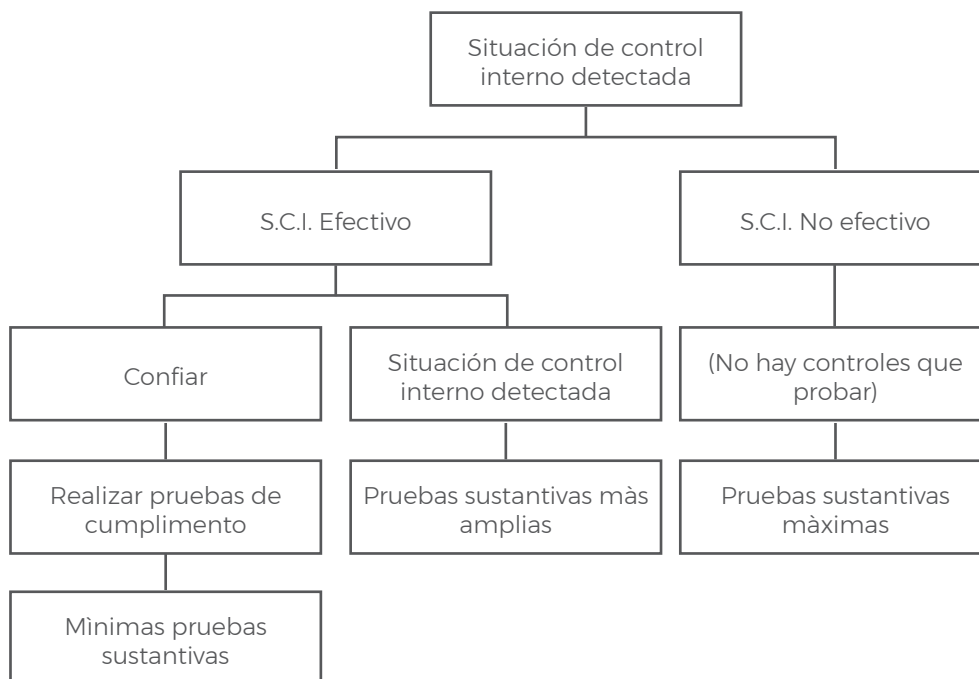 Situación de control
interno detectada
S.C.I. Efectivo
S.C.I. No efectivo
Confiar
Situación de control
interno detectada
(No hay controles que
probar)
Realizar pruebas de
cumplimento
Pruebas sustantivas màs
amplias
Pruebas sustantivas
màximas
Mìnimas pruebas
sustantivas